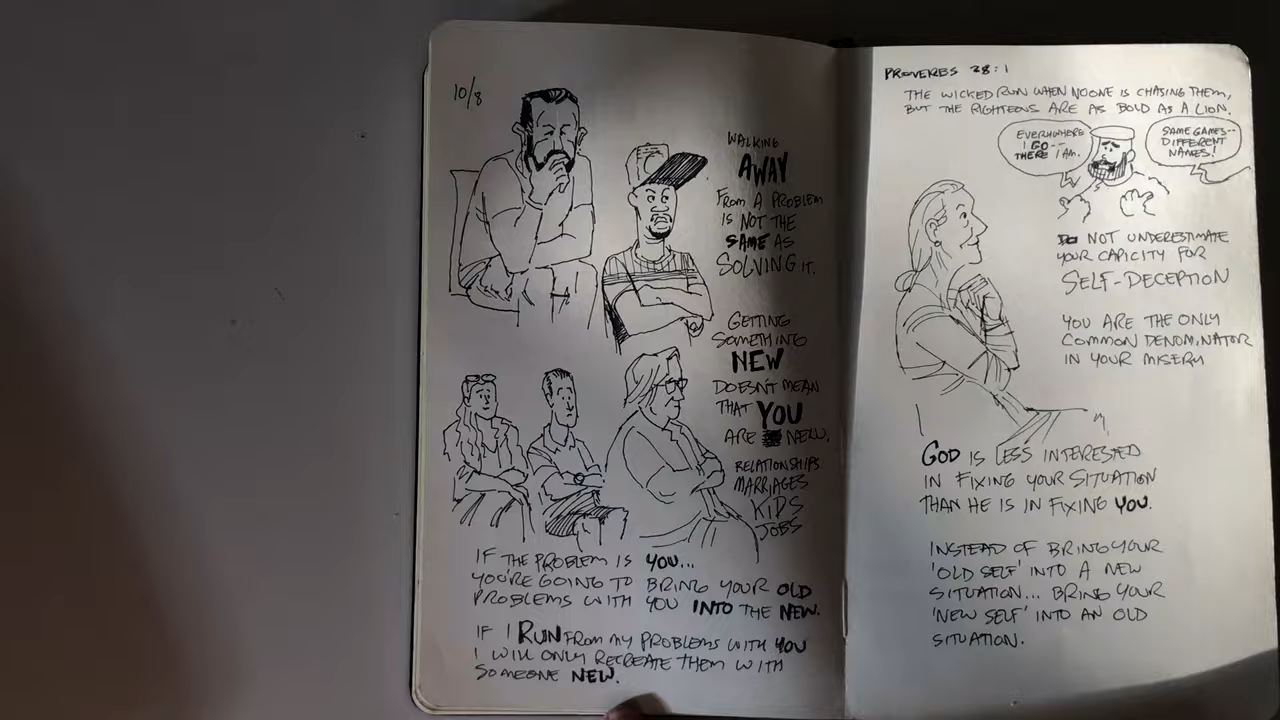 10/8
WALKING
AWAY
FROM A PROBLEM
IS NOT THE
SAME AS
SOLVING IT.
GETTING
SOMETHING
NEW
DOESN'T MEAN
THAT YOU
ARE NEW.
RELATIONSHIPS
MARRIAGES
KIDS
JOBS
IF THE PROBLEM IS YOU...
YOU'RE GOING TO BRING YOUR OLD
PROBLEMS WITH YOU INTO THE NEW.
IF I RUN FROM MY PROBLEMS WITH YOU
I WILL ONLY RECREATE THEM WITH
SOMEONE NEW.
PROVERBS 28:1
THE WICKED RUN WHEN NOONE IS CHASING THEM,
BUT THE RIGHTEONS ARE AS BOLD AS A LION.
EVERYWHERE
I GO--
THERE I AM.
SAME GAMES--
DIFFERENT
NAMES!
DO NOT UNDERESTIMATE
YOUR CAPICITY FOR
SELF-DECEPTION
YOU ARE THE ONLY
COMMON DENOMINATOR
IN YOUR MISERY
GOD IS LESS INTERESTED
IN FIXING YOUR SITUATION
THAN HE IS IN FIXING YOU.
INSTEAD OF BRING YOUR
'OLD SELF' INTO A NEW
SITUATION... BRING YOUR
'NEW SELF' INTO AN OLD
SITUATION.